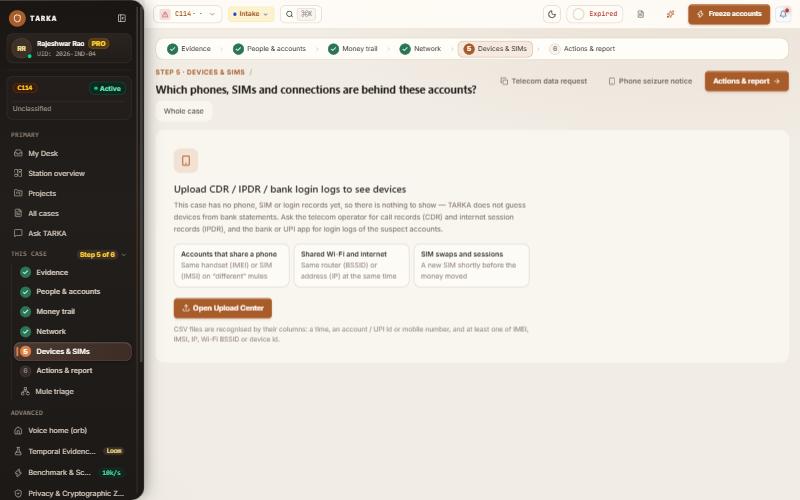 TARKA
Rajeshwar Rao PRO
UID: 2026-IND-04
C114 Active
Unclassified
PRIMARY
My Desk
Station overview
Projects
All cases
Ask TARKA
THIS CASE Step 5 of 6
Evidence
People & accounts
Money trail
Network
5 Devices & SIMs
6 Actions & report
Mule triage
ADVANCED
Voice home (orb)
Temporal Evidenc... Loom
Benchmark & Sc... 10k/s
Privacy & Cryptographic Z...
C114 - - Intake ⌘K Expired Freeze accounts
Evidence People & accounts Money trail Network 5 Devices & SIMs 6 Actions & report
STEP 5 · DEVICES & SIMS /
Which phones, SIMs and connections are behind these accounts?
Telecom data request Phone seizure notice Actions & report →
Whole case
Upload CDR / IPDR / bank login logs to see devices
This case has no phone, SIM or login records yet, so there is nothing to show — TARKA does not guess
devices from bank statements. Ask the telecom operator for call records (CDR) and internet session
records (IPDR), and the bank or UPI app for login logs of the suspect accounts.
Accounts that share a phone
Same handset (IMEI) or SIM
(IMSI) on "different" mules
Shared Wi-Fi and internet
Same router (BSSID) or
address (IP) at the same time
SIM swaps and sessions
A new SIM shortly before the
money moved
Open Upload Center
CSV files are recognised by their columns: a time, an account / UPI id or mobile number, and at least one of IMEI,
IMSI, IP, Wi-Fi BSSID or device id.